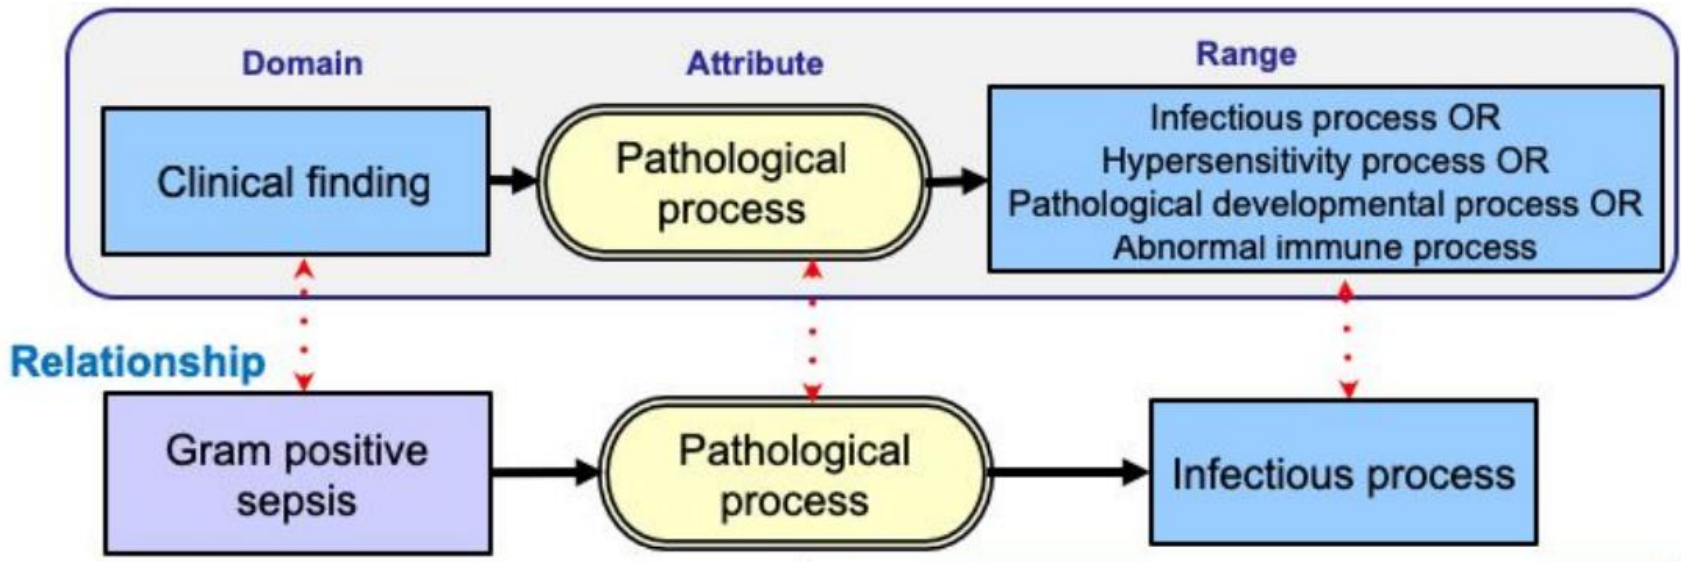 Domain
Attribute
Range
Clinical finding
Pathological
process
Infectious process OR
Hypersensitivity process OR
Pathological developmental process OR
Abnormal immune process
Relationship
Gram positive
sepsis
Pathological
process
Infectious process